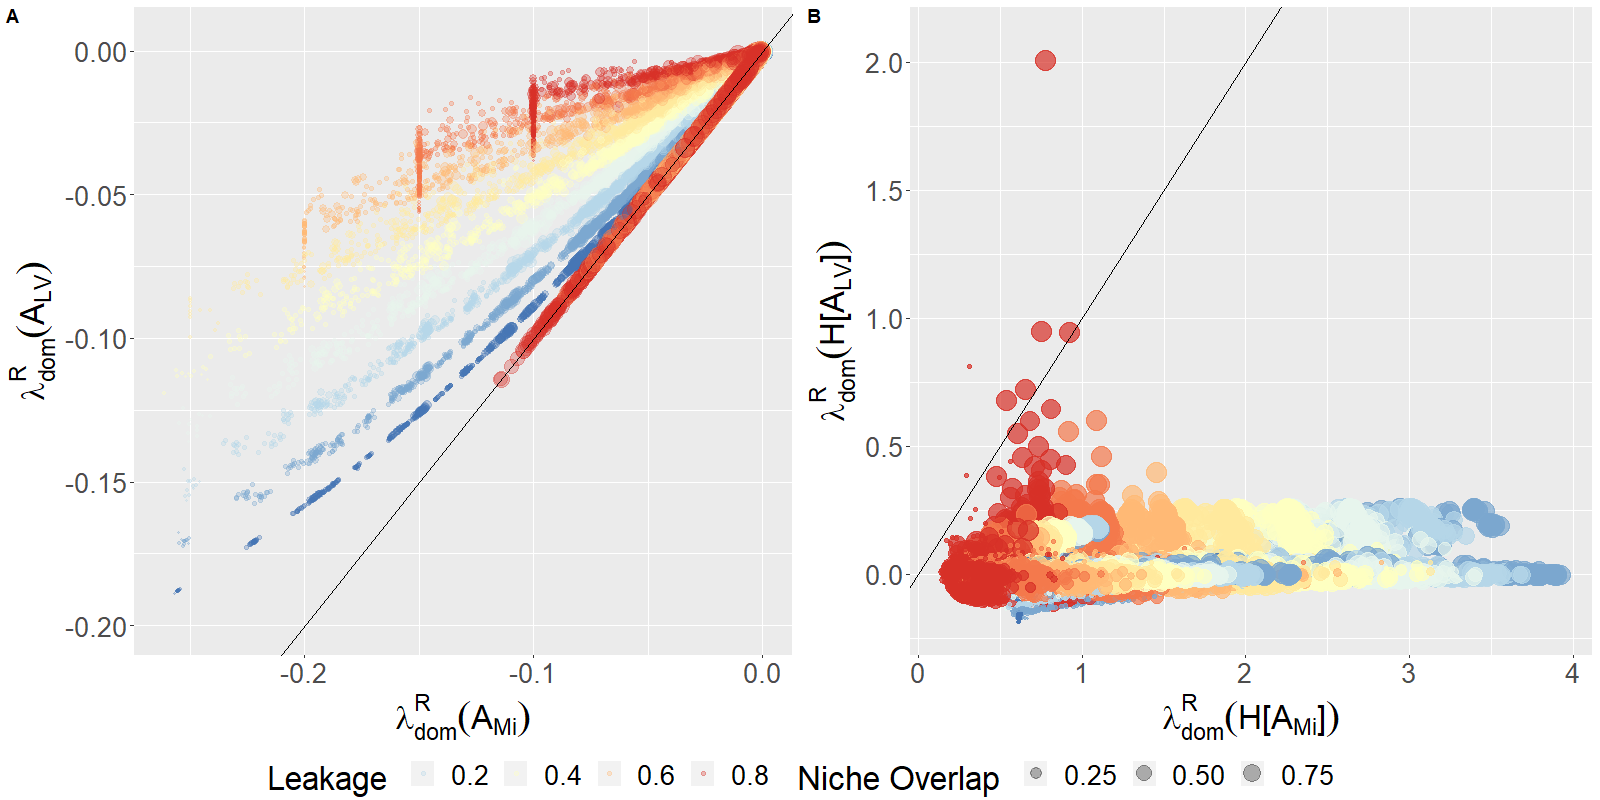 A
B
0.00
-0.05
-0.10
-0.15
-0.20
λ^R_dom(A_LV)
-0.2
-0.1
0.0
λ^R_dom(A_Mi)
2.0
1.5
1.0
0.5
0.0
λ^R_dom(H[A_LV])
0
1
2
3
4
λ^R_dom(H[A_Mi])
Leakage 0.2 0.4 0.6 0.8 Niche Overlap 0.25 0.50 0.75